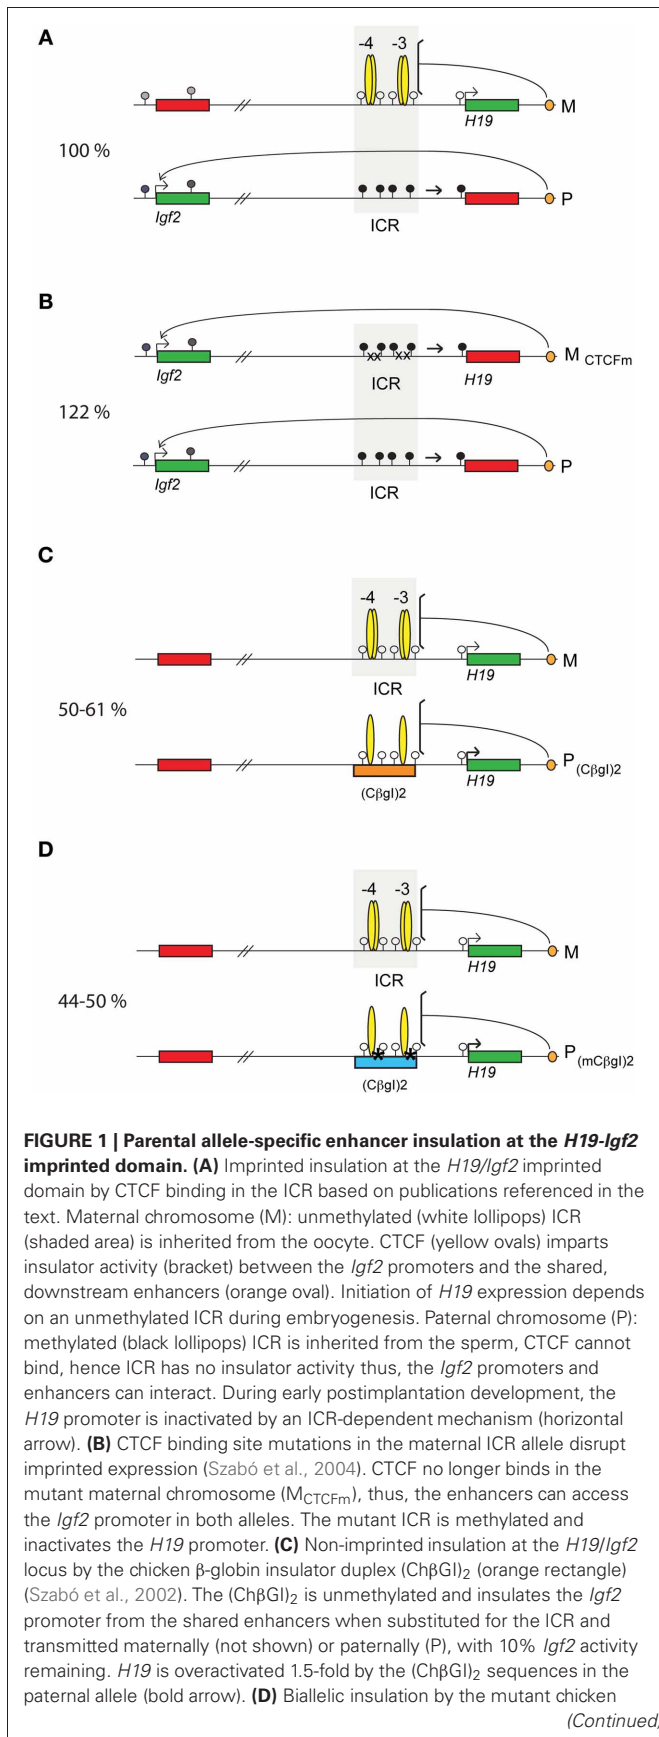 A
-4 -3
H19
M
100 %
Igf2
ICR
P
B
Igf2
ICR
H19
M CTCFm
122 %
Igf2
ICR
P
C
-4 -3
H19
M
ICR
50-61 %
(CβgI)2
H19
P(CβgI)2
D
-4 -3
H19
M
ICR
44-50 %
* *
(CβgI)2
H19
P(mCβgI)2
FIGURE 1 | Parental allele-specific enhancer insulation at the H19-Igf2
imprinted domain. (A) Imprinted insulation at the H19/Igf2 imprinted
domain by CTCF binding in the ICR based on publications referenced in the
text. Maternal chromosome (M): unmethylated (white lollipops) ICR
(shaded area) is inherited from the oocyte. CTCF (yellow ovals) imparts
insulator activity (bracket) between the Igf2 promoters and the shared,
downstream enhancers (orange oval). Initiation of H19 expression depends
on an unmethylated ICR during embryogenesis. Paternal chromosome (P):
methylated (black lollipops) ICR is inherited from the sperm, CTCF cannot
bind, hence ICR has no insulator activity thus, the Igf2 promoters and
enhancers can interact. During early postimplantation development, the
H19 promoter is inactivated by an ICR-dependent mechanism (horizontal
arrow). (B) CTCF binding site mutations in the maternal ICR allele disrupt
imprinted expression (Szabó et al., 2004). CTCF no longer binds in the
mutant maternal chromosome (MCTCFm), thus, the enhancers can access
the Igf2 promoter in both alleles. The mutant ICR is methylated and
inactivates the H19 promoter. (C) Non-imprinted insulation at the H19/Igf2
locus by the chicken β-globin insulator duplex (ChβGI)2 (orange rectangle)
(Szabó et al., 2002). The (ChβGI)2 is unmethylated and insulates the Igf2
promoter from the shared enhancers when substituted for the ICR and
transmitted maternally (not shown) or paternally (P), with 10% Igf2 activity
remaining. H19 is overactivated 1.5-fold by the (ChβGI)2 sequences in the
paternal allele (bold arrow). (D) Biallelic insulation by the mutant chicken
(Continued)